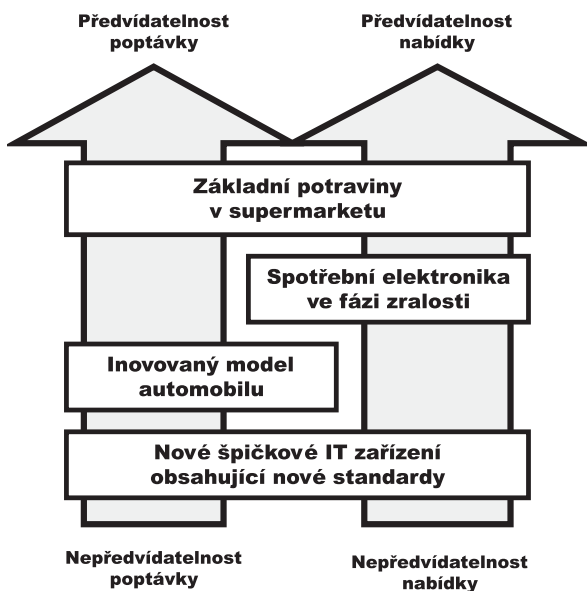 Předvídatelnost
poptávky
Předvídatelnost
nabídky
Základní potraviny
v supermarketu
Spotřební elektronika
ve fázi zralosti
Inovovaný model
automobilu
Nové špičkové IT zařízení
obsahující nové standardy
Nepředvídatelnost
poptávky
Nepředvídatelnost
nabídky